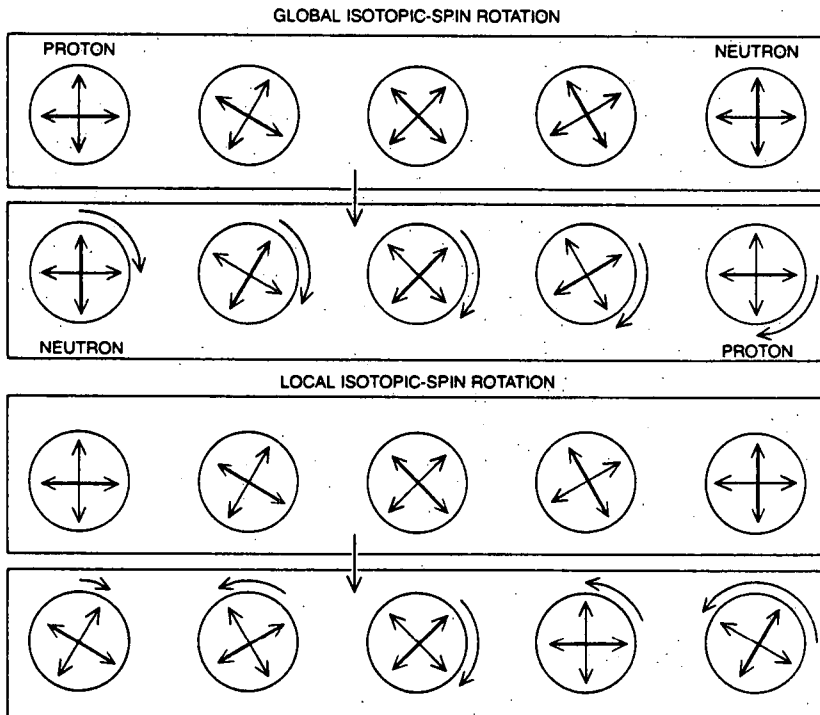 GLOBAL ISOTOPIC-SPIN ROTATION
PROTON
NEUTRON
NEUTRON
PROTON
LOCAL ISOTOPIC-SPIN ROTATION